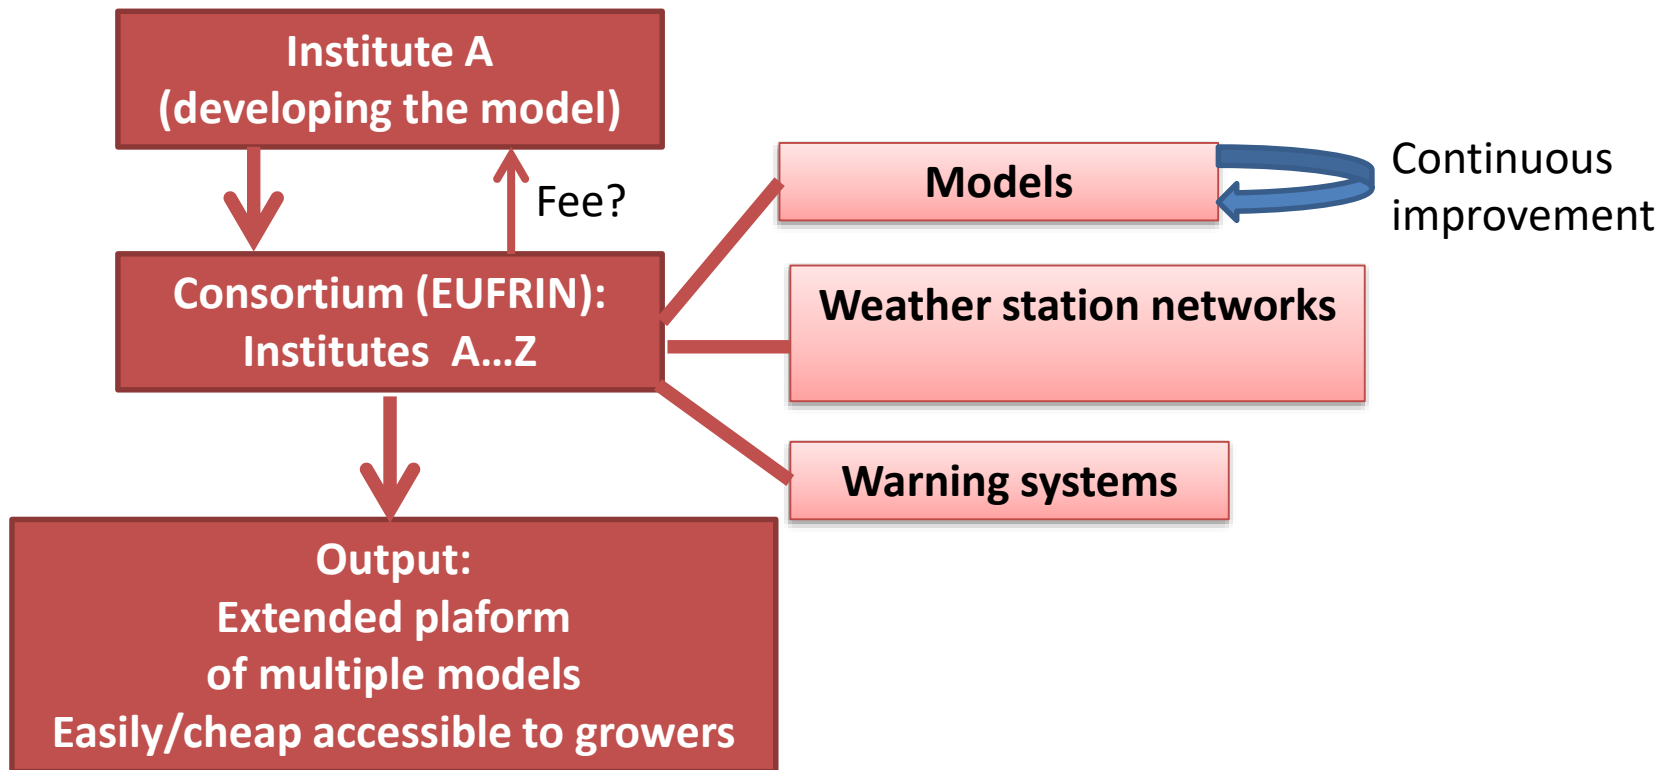 Institute A
(developing the model)
Fee?
Models
Continuous
improvement
Consortium (EUFRIN):
Institutes A...Z
Weather station networks
Warning systems
Output:
Extended plaform
of multiple models
Easily/cheap accessible to growers